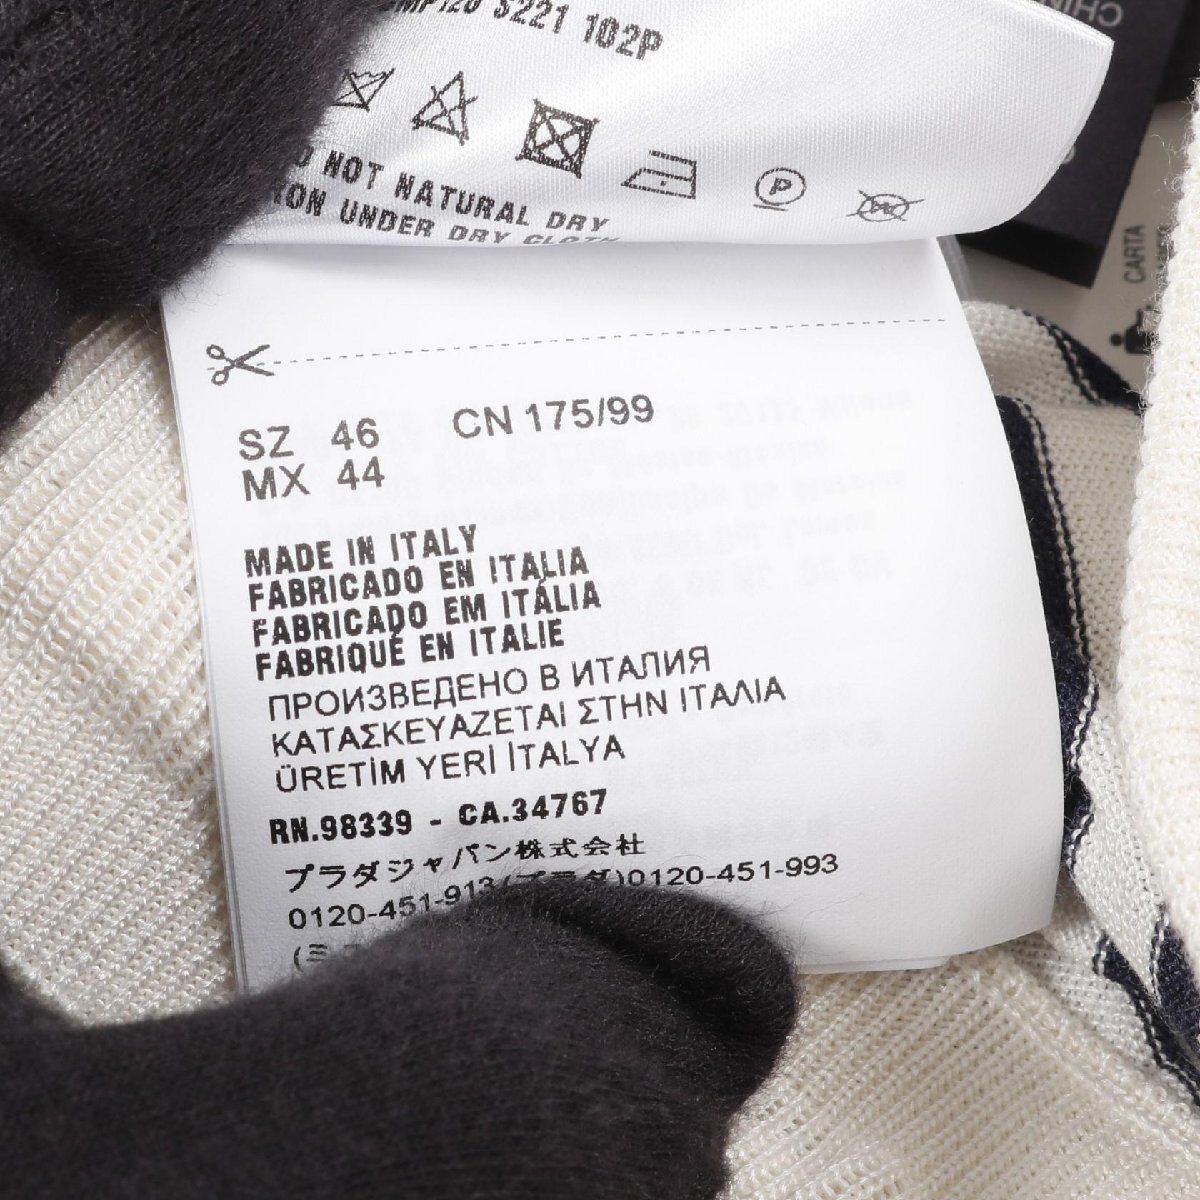 S221 102P
NOT NATURAL DRY
UNDER DRY
P
W
CARTA
SZ 46 CN 175/99
MX 44
MADE IN ITALY
FABRICADO EN ITALIA
FABRICADO EM ITÁLIA
FABRIQUÉ EN ITALIE
ПРОИЗВЕДЕНО В ИТАЛИЯ
ΚΑΤΑΣΚΕΥΑΖΕΤΑΙ ΣΤΗΝ ΙΤΑΛΙΑ
ÜRETİM YERİ İTALYA
RN.98339 - CA.34767
プラダジャパン株式会社
0120-451-913(プラダ)0120-451-993